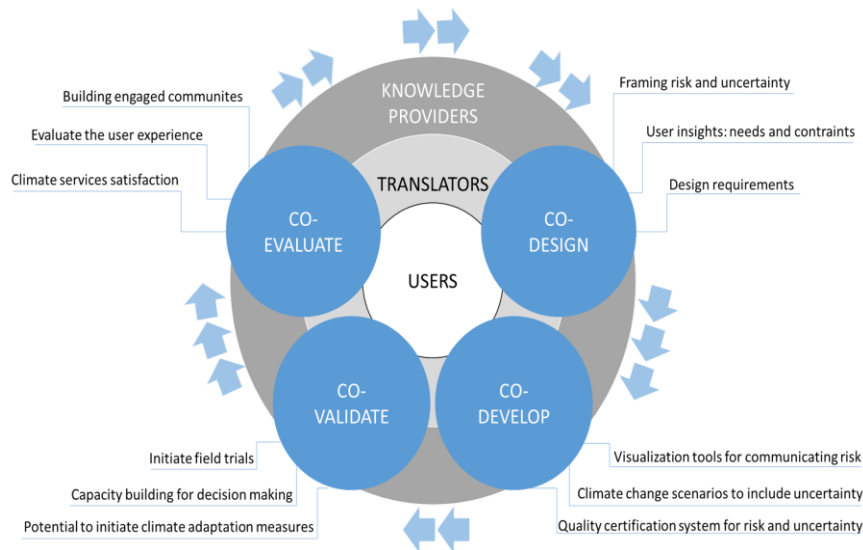 KNOWLEDGE
PROVIDERS
TRANSLATORS
USERS
Building engaged communites
Evaluate the user experience
Climate services satisfaction
CO-
EVALUATE
Framing risk and uncertainty
User insights: needs and contraints
Design requirements
CO-
DESIGN
CO-
VALIDATE
Initiate field trials
Capacity building for decision making
Potential to initiate climate adaptation measures
CO-
DEVELOP
Visualization tools for communicating risk
Climate change scenarios to include uncertainty
Quality certification system for risk and uncertainty